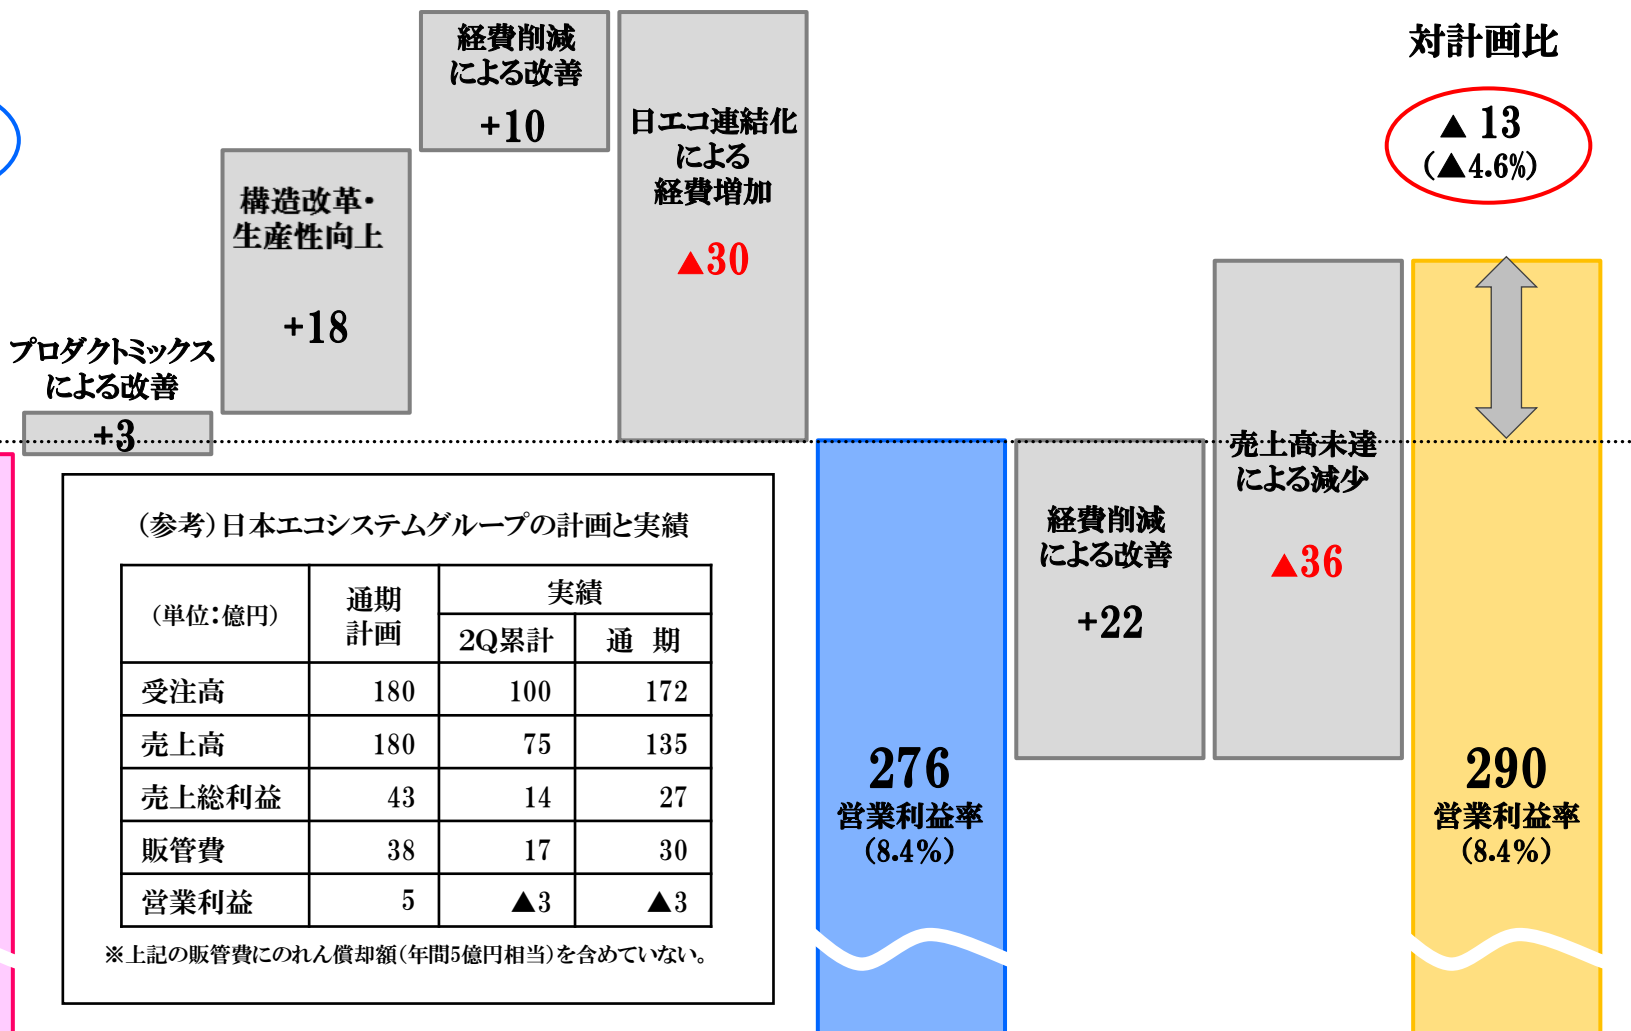 経費削減
による改善
+10
日エコ連結化
による
経費増加
▲30
対計画比
▲ 13
(▲4.6%)
構造改革・
生産性向上
+18
プロダクトミックス
による改善
+3
売上高未達
による減少
▲36
経費削減
による改善
+22
276
営業利益率
(8.4%)
290
営業利益率
(8.4%)
(参考)日本エコシステムグループの計画と実績
(単位:億円) 通期計画 実績
2Q累計 通 期
受注高 180 100 172
売上高 180 75 135
売上総利益 43 14 27
販管費 38 17 30
営業利益 5 ▲3 ▲3
※上記の販管費にのれん償却額(年間5億円相当)を含めていない。